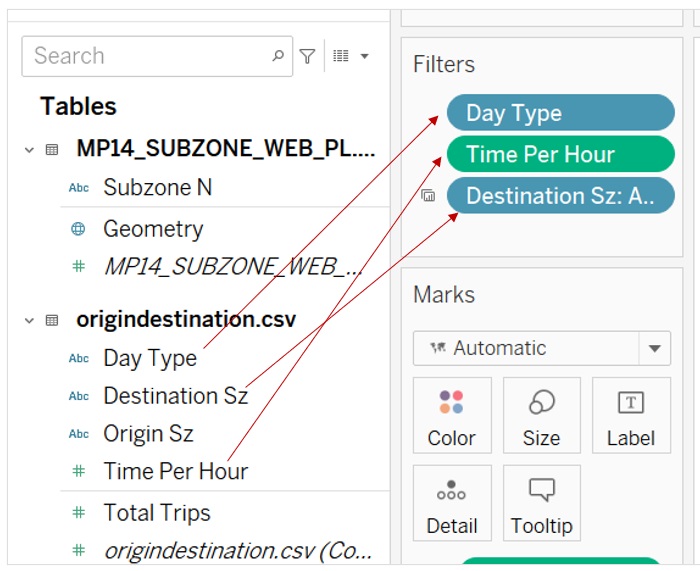 Search
Tables
MP14_SUBZONE_WEB_PL....
Abc Subzone N
Geometry
# MP14_SUBZONE_WEB_...
origindestination.csv
Abc Day Type
Abc Destination Sz
Abc Origin Sz
# Time Per Hour
# Total Trips
# origindestination.csv (Co...
Filters
Day Type
Time Per Hour
Destination Sz: A..
Marks
Automatic
Color
Size
T
Label
Detail
Tooltip